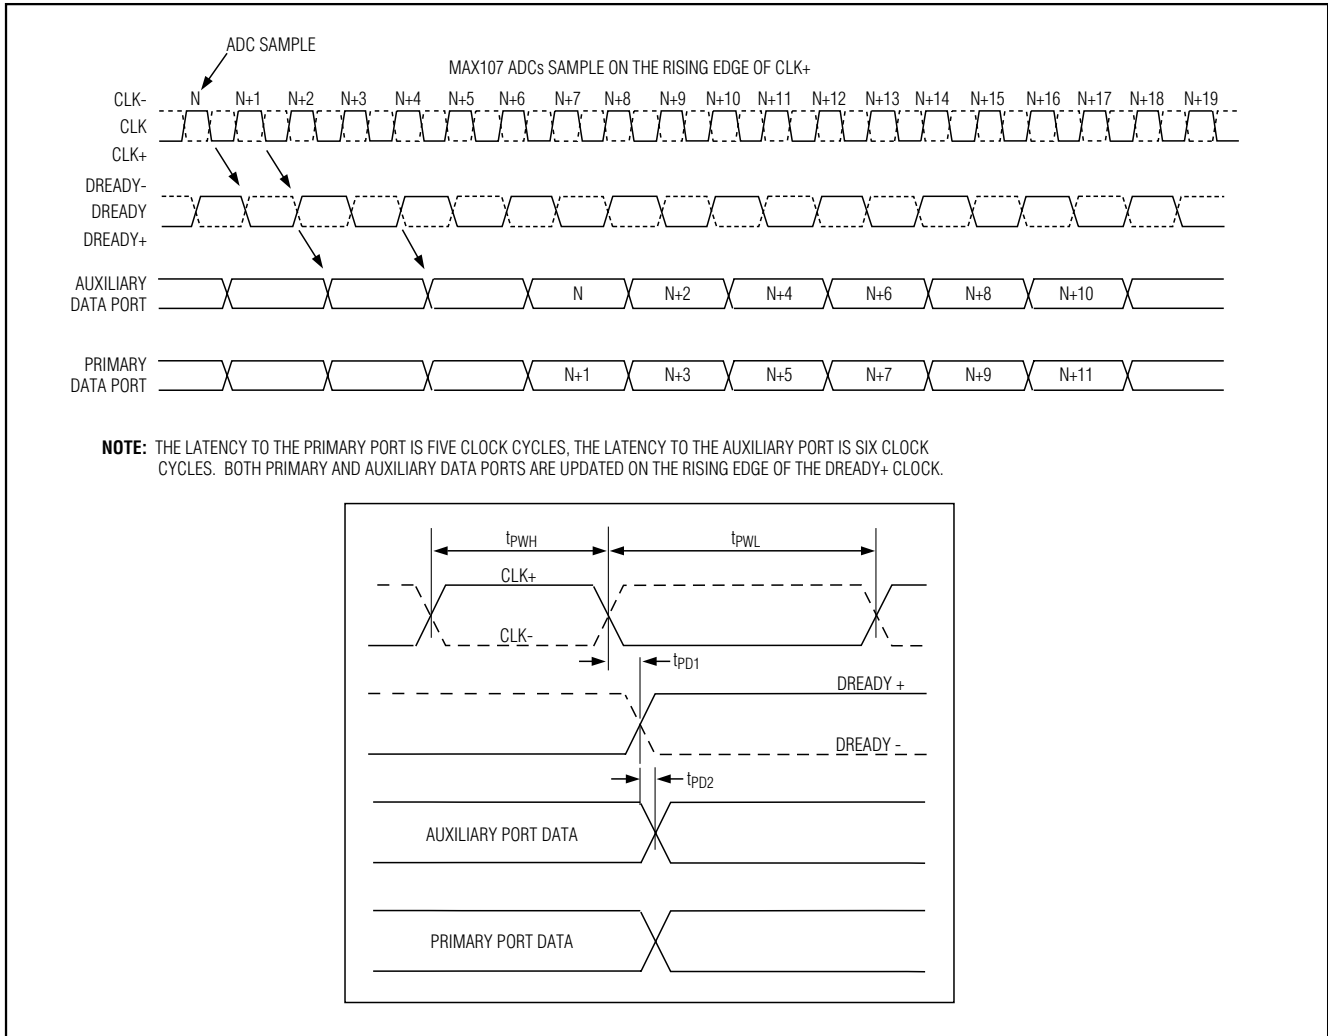 ADC SAMPLE
MAX107 ADCs SAMPLE ON THE RISING EDGE OF CLK+
CLK- N N+1 N+2 N+3 N+4 N+5 N+6 N+7 N+8 N+9 N+10 N+11 N+12 N+13 N+14 N+15 N+16 N+17 N+18 N+19
CLK
CLK+
DREADY-
DREADY
DREADY+
AUXILIARY
DATA PORT
N N+2 N+4 N+6 N+8 N+10
PRIMARY
DATA PORT
N+1 N+3 N+5 N+7 N+9 N+11
NOTE: THE LATENCY TO THE PRIMARY PORT IS FIVE CLOCK CYCLES, THE LATENCY TO THE AUXILIARY PORT IS SIX CLOCK
CYCLES. BOTH PRIMARY AND AUXILIARY DATA PORTS ARE UPDATED ON THE RISING EDGE OF THE DREADY+ CLOCK.
tPWH tPWL
CLK+
CLK-
tPD1
DREADY +
DREADY -
tPD2
AUXILIARY PORT DATA
PRIMARY PORT DATA